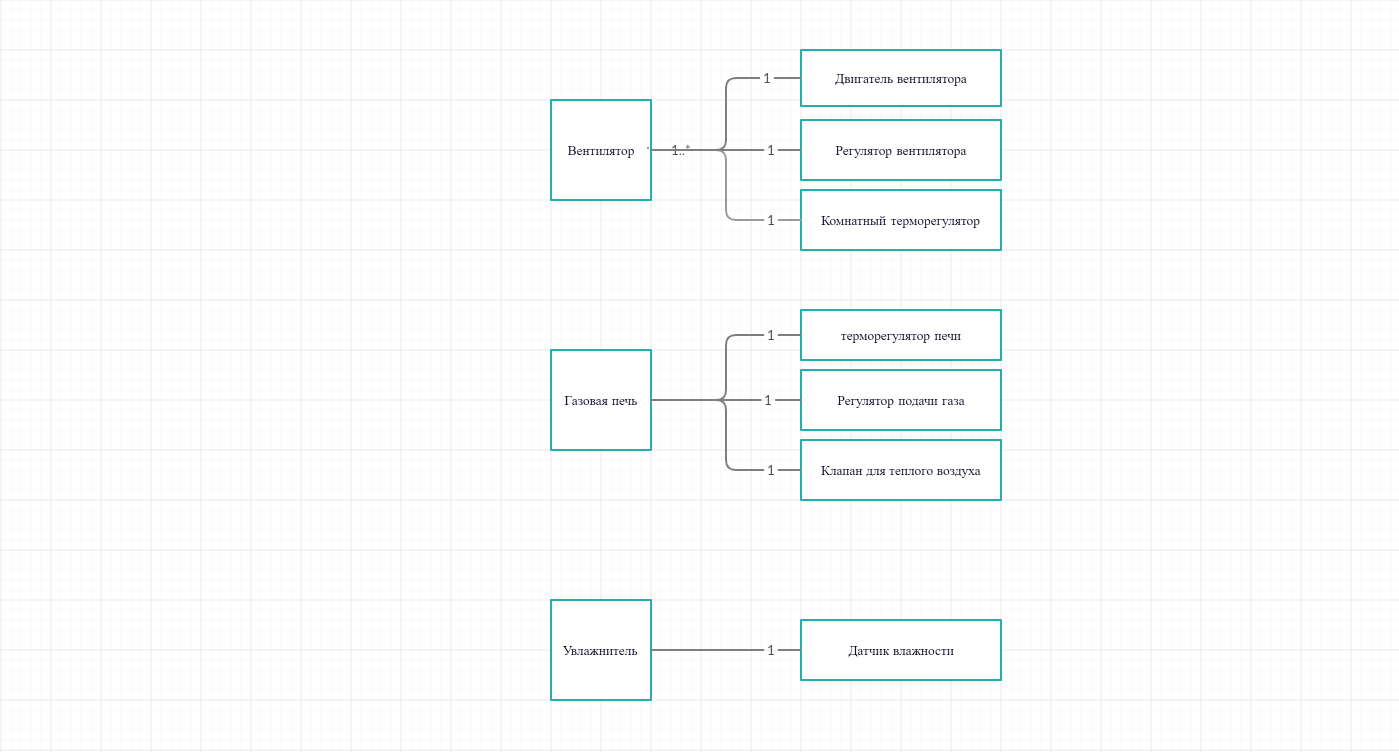 Двигатель вентилятора
1
Вентилятор
1..*
1
Регулятор вентилятора
1
Комнатный терморегулятор
1
терморегулятор печи
Газовая печь
1
Регулятор подачи газа
1
Клапан для теплого воздуха
Увлажнитель
1
Датчик влажности